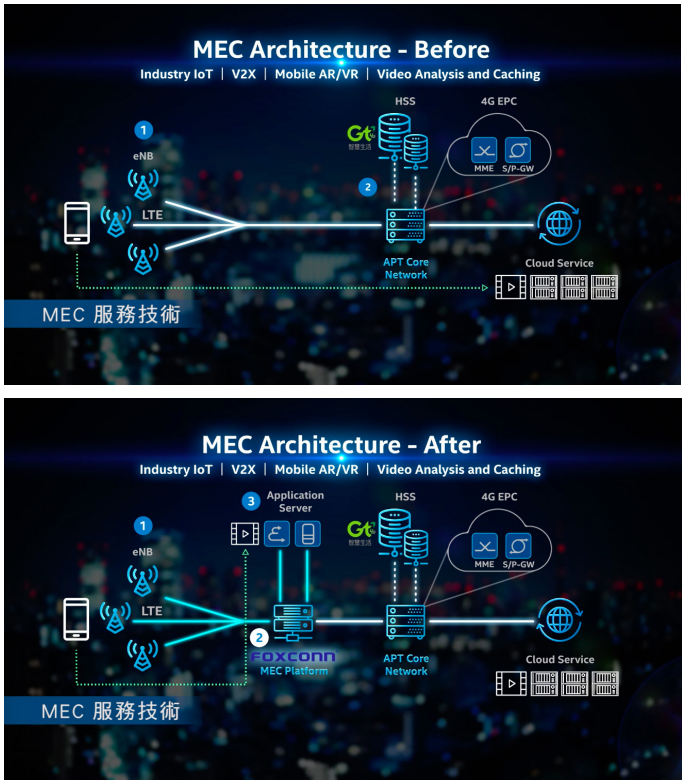 MEC Architecture – Before
Industry IoT | V2X | Mobile AR/VR | Video Analysis and Caching
HSS
4G EPC
1
eNB
Gt
智慧生活
MME
S/P-GW
2
LTE
APT Core
Network
Cloud Service
MEC 服務技術
MEC Architecture – After
Industry IoT | V2X | Mobile AR/VR | Video Analysis and Caching
3
Application
Server
HSS
4G EPC
1
eNB
Gt
智慧生活
MME
S/P-GW
LTE
2
FOXCONN
MEC Platform
APT Core
Network
Cloud Service
MEC 服務技術